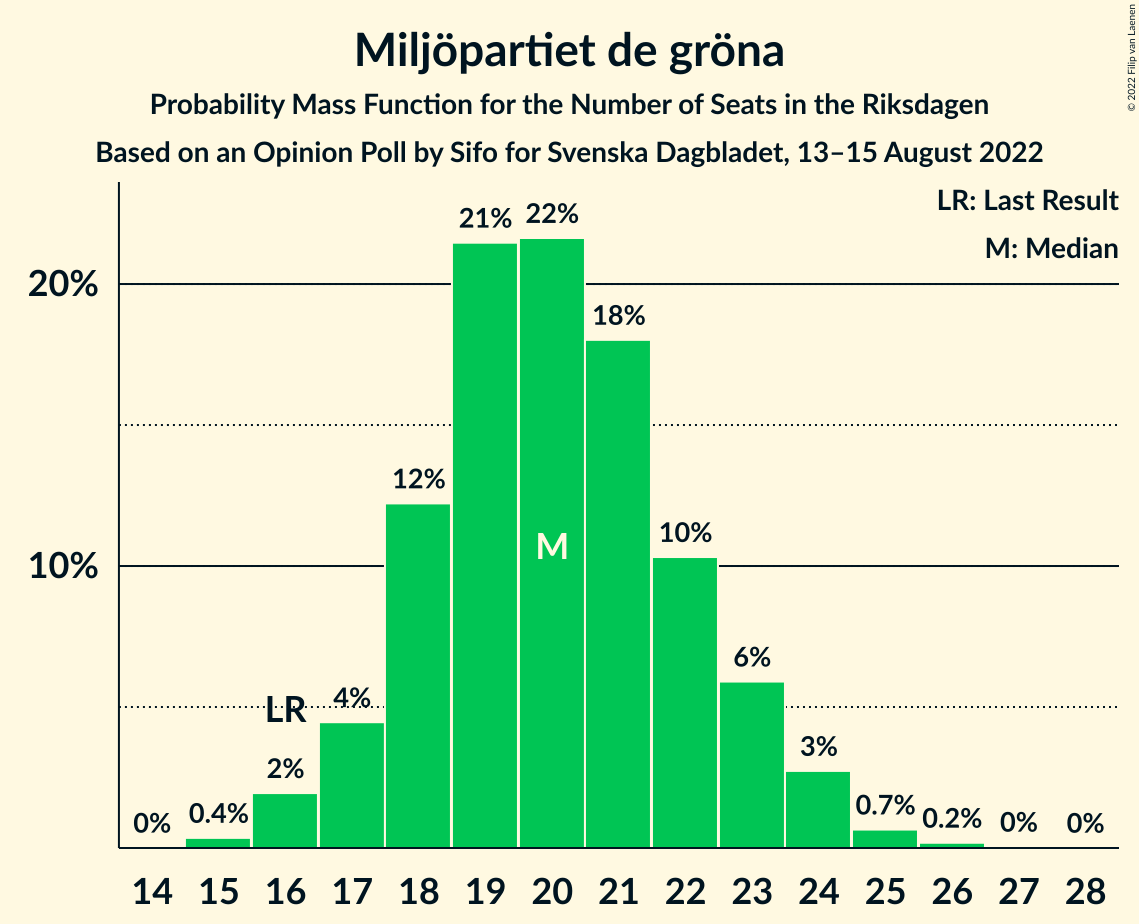 Miljöpartiet de gröna
Probability Mass Function for the Number of Seats in the Riksdagen
Based on an Opinion Poll by Sifo for Svenska Dagbladet, 13–15 August 2022
© 2022 Filip van Laenen
LR: Last Result
M: Median
20%
10%
0% 0.4% 2% 4% 12% 21% 22% 18% 10% 6% 3% 0.7% 0.2% 0% 0%
LR
M
14 15 16 17 18 19 20 21 22 23 24 25 26 27 28